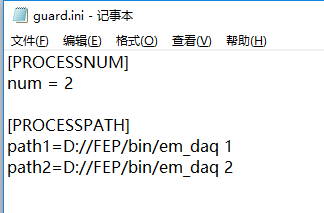 guard.ini - 记事本
文件(F) 编辑(E) 格式(O) 查看(V) 帮助(H)
[PROCESSNUM]
num = 2
[PROCESSPATH]
path1=D://FEP/bin/em_daq 1
path2=D://FEP/bin/em_daq 2